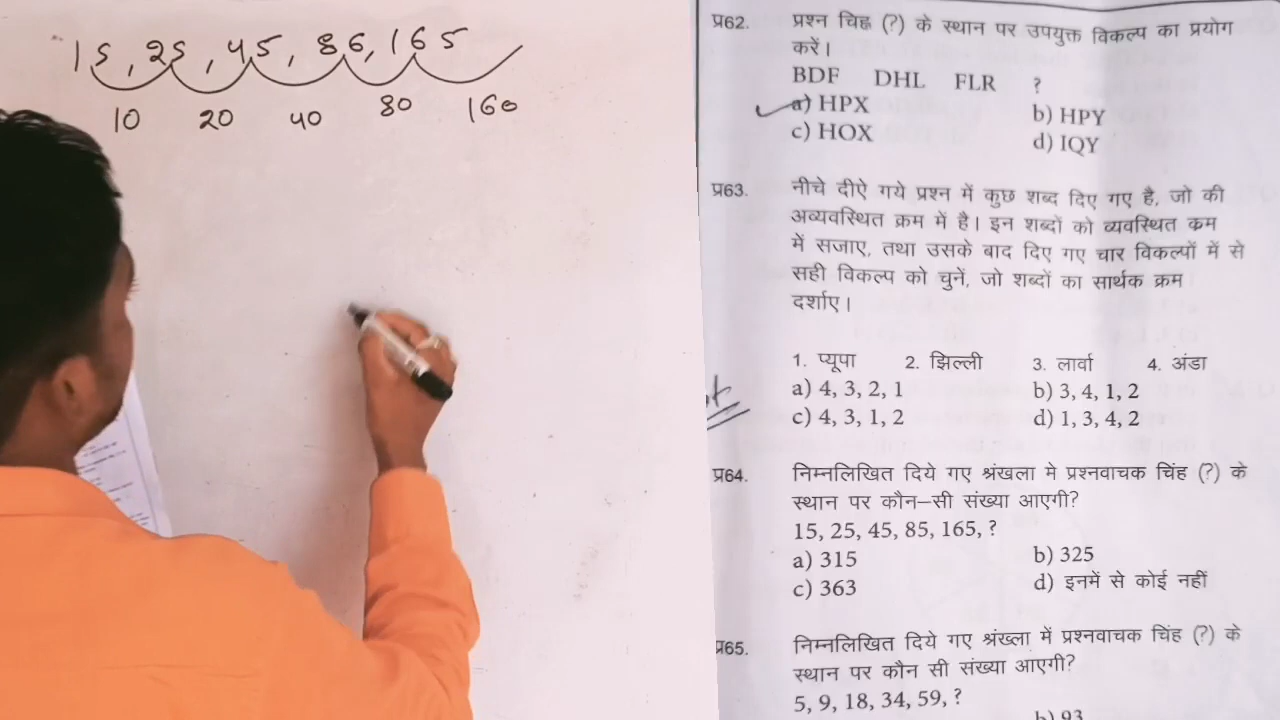 15, 25, 45, 86, 165
10 20 40 80 160
प्र62. प्रश्न चिह्न (?) के स्थान पर उपयुक्त विकल्प का प्रयोग
करें।
BDF DHL FLR ?
a) HPX b) HPY
c) HOX d) IQY
प्र63. नीचे दीऐ गये प्रश्न में कुछ शब्द दिए गए है, जो की
अव्यवस्थित क्रम में है। इन शब्दों को व्यवस्थित क्रम
में सजाए, तथा उसके बाद दिए गए चार विकल्पों में से
सही विकल्प को चुनें, जो शब्दों का सार्थक क्रम
दर्शाए।
1. प्यूपा 2. झिल्ली 3. लार्वा 4. अंडा
a) 4, 3, 2, 1 b) 3, 4, 1, 2
c) 4, 3, 1, 2 d) 1, 3, 4, 2
प्र64. निम्नलिखित दिये गए श्रंखला मे प्रश्नवाचक चिंह (?) के
स्थान पर कौन–सी संख्या आएगी?
15, 25, 45, 85, 165, ?
a) 315 b) 325
c) 363 d) इनमें से कोई नहीं
प्र65. निम्नलिखित दिये गए श्रंख्ला में प्रश्नवाचक चिंह (?) के
स्थान पर कौन सी संख्या आएगी?
5, 9, 18, 34, 59, ?
b) 93